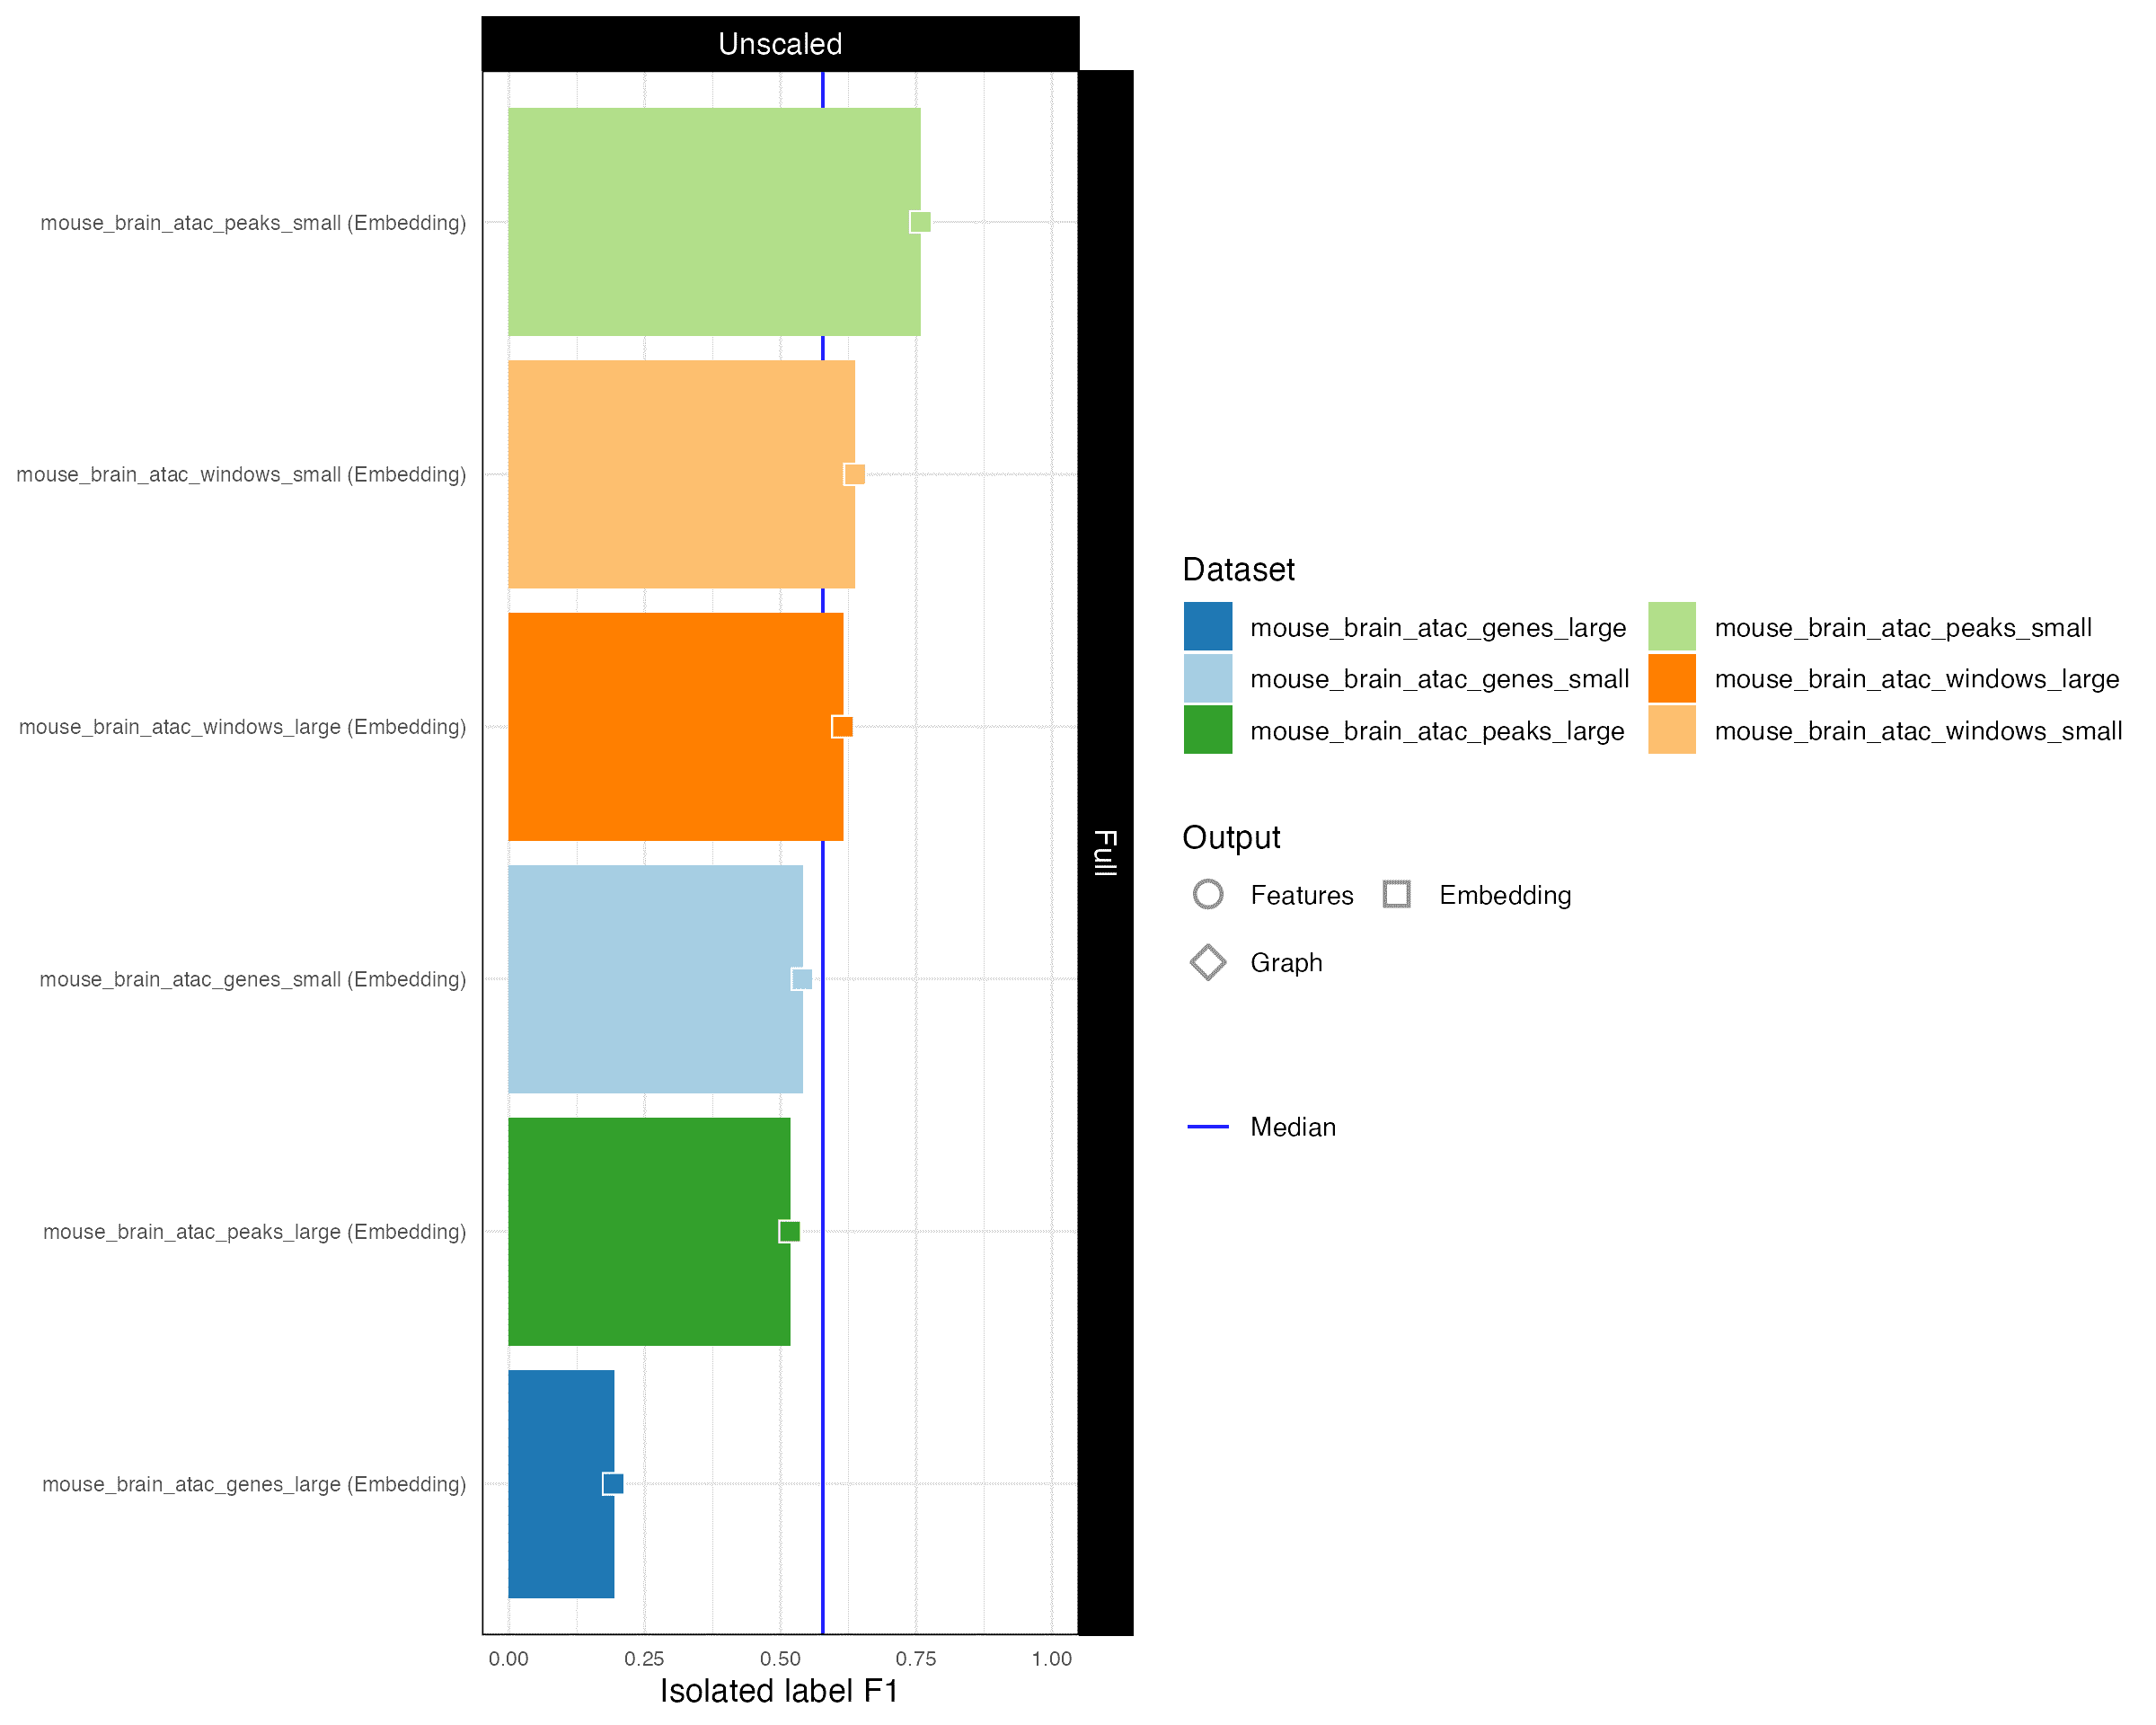 Unscaled
mouse_brain_atac_peaks_small (Embedding)
mouse_brain_atac_windows_small (Embedding)
mouse_brain_atac_windows_large (Embedding)
mouse_brain_atac_genes_small (Embedding)
mouse_brain_atac_peaks_large (Embedding)
mouse_brain_atac_genes_large (Embedding)
0.00 0.25 0.50 0.75 1.00
Isolated label F1
Full
Dataset
mouse_brain_atac_genes_large mouse_brain_atac_peaks_small
mouse_brain_atac_genes_small mouse_brain_atac_windows_large
mouse_brain_atac_peaks_large mouse_brain_atac_windows_small
Output
Features Embedding
Graph
Median